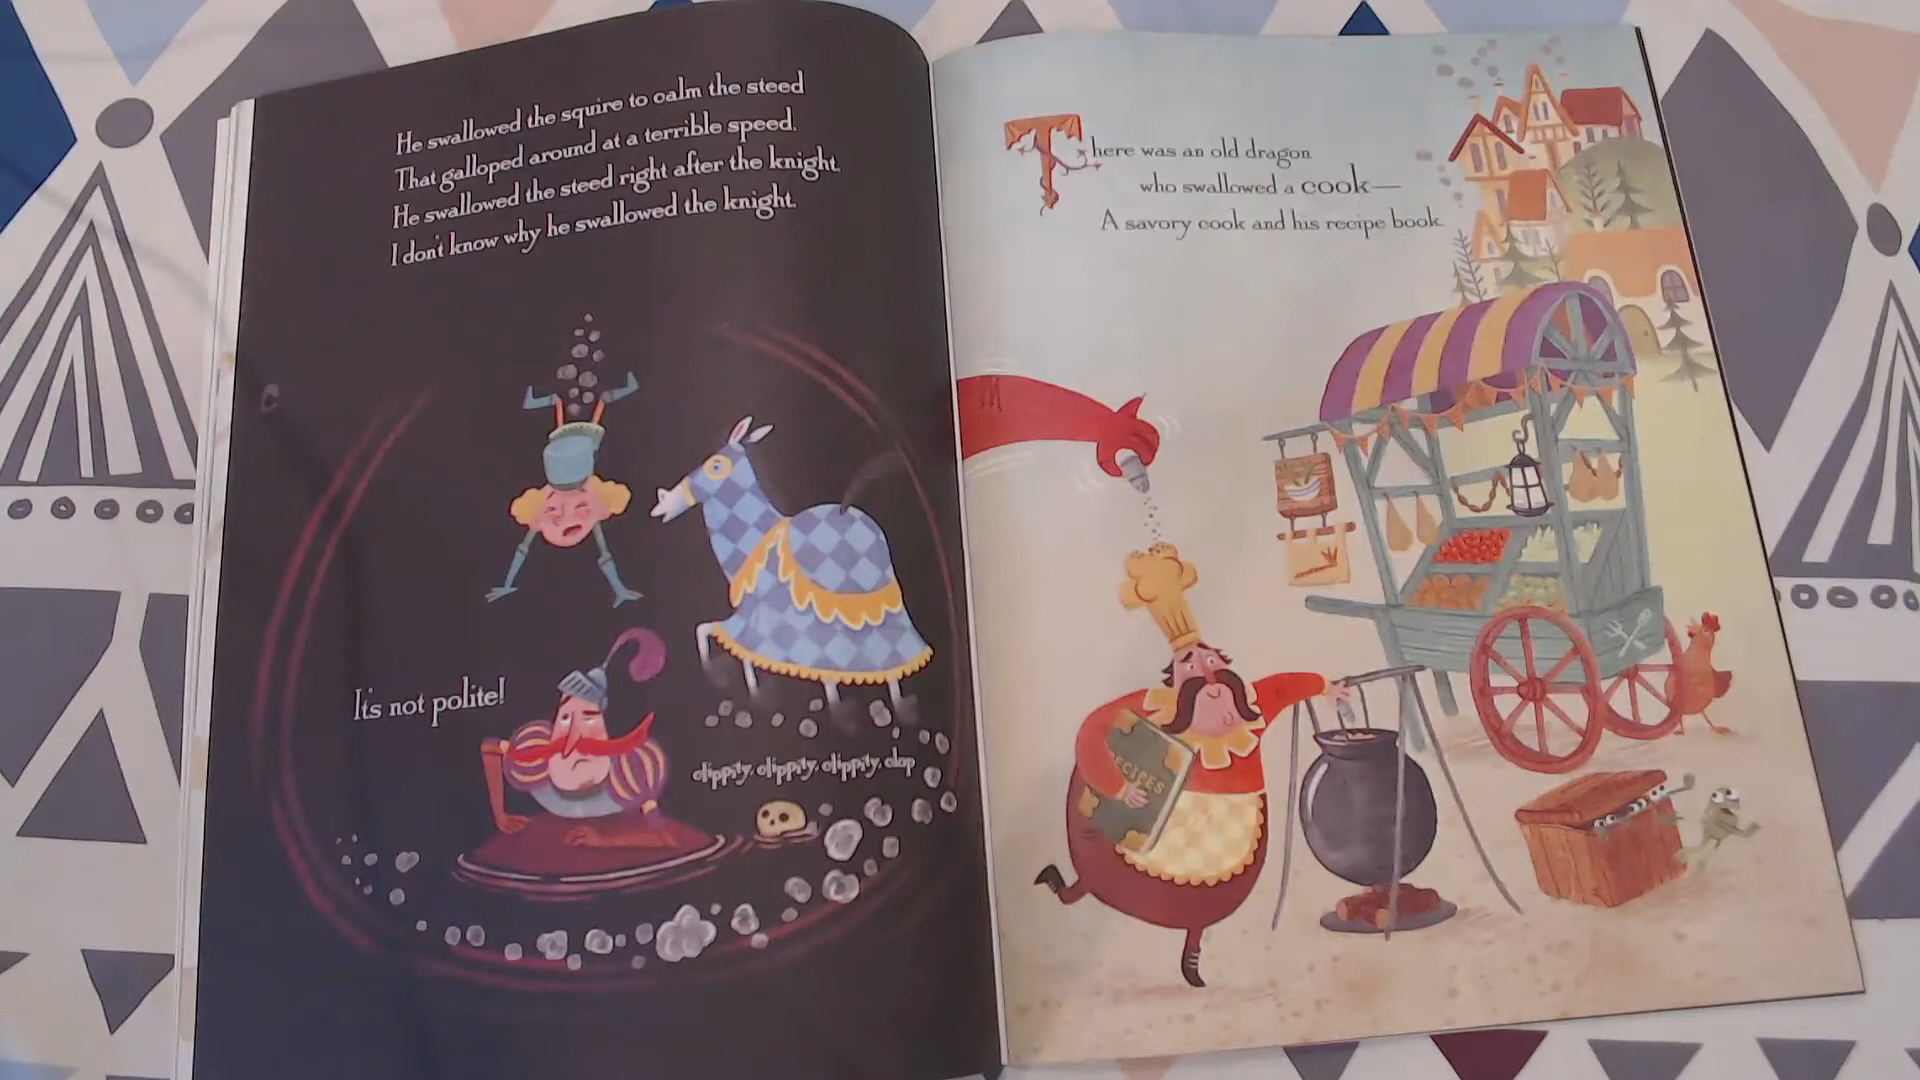 He swallowed the squire to calm the steed
That galloped around at a terrible speed.
He swallowed the steed right after the knight.
I don't know why he swallowed the knight.
It's not polite!
clippity, clippity, clippity, clop
There was an old dragon
who swallowed a cook—
A savory cook and his recipe book.
RECIPES